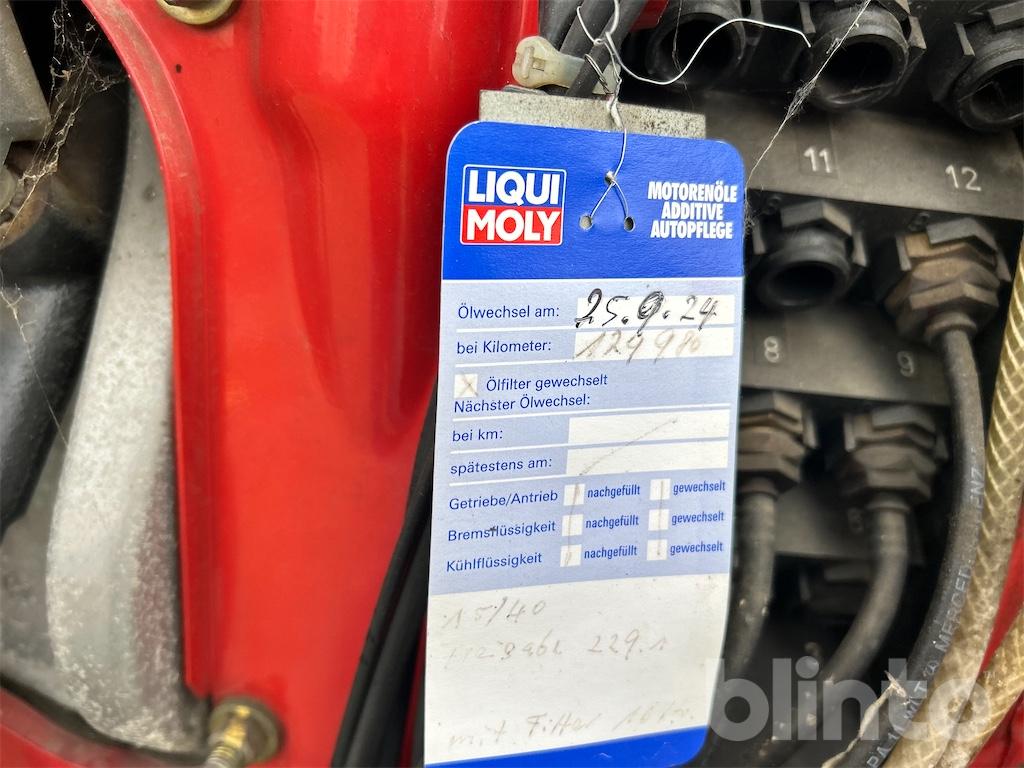 LIQUI
MOLY
MOTORENÖLE
ADDITIVE
AUTOPFLEGE
Ölwechsel am: 25.9.24
bei Kilometer: 129980
X Ölfilter gewechselt
Nächster Ölwechsel:
bei km:
spätestens am:
Getriebe/Antrieb nachgefüllt gewechselt
Bremsflüssigkeit nachgefüllt gewechselt
Kühlflüssigkeit nachgefüllt gewechselt
15/40
229.1
mit Filter
11
12
8
9
blinto